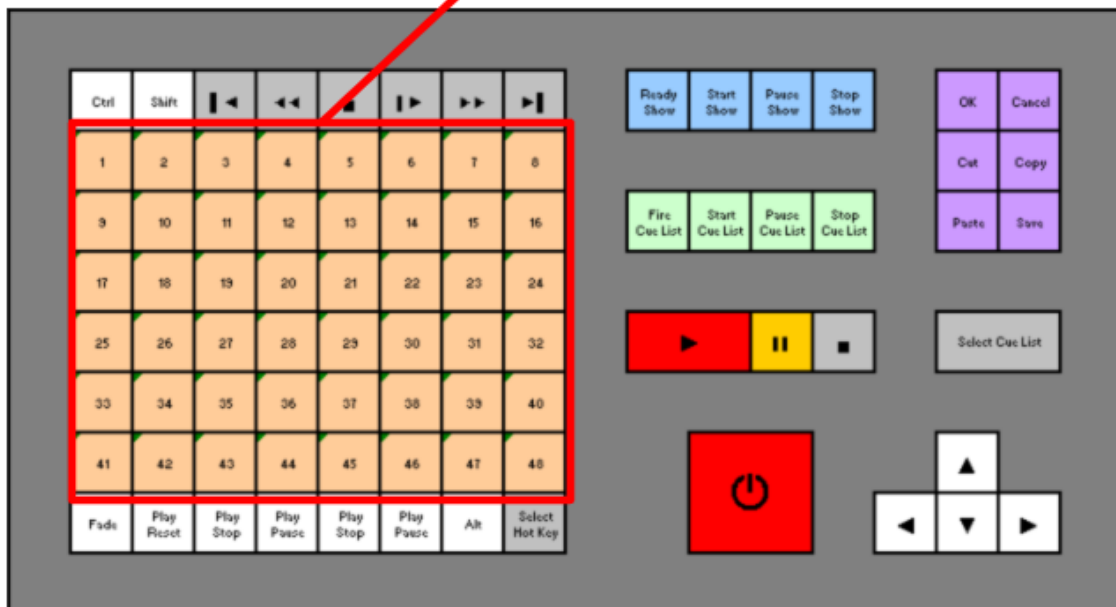 Ctrl Shift
1 2 3 4 5 6 7 8
9 10 11 12 13 14 15 16
17 18 19 20 21 22 23 24
25 26 27 28 29 30 31 32
33 34 35 36 37 38 39 40
41 42 43 44 45 46 47 48
Fade Play Play Play Play Play Alt Select
Reset Stop Pause Stop Pause Hot Key
Ready Start Pause Stop
Show Show Show Show
Fire Start Pause Stop
Cue List Cue List Cue List Cue List
OK Cancel
Cut Copy
Paste Save
Select Cue List